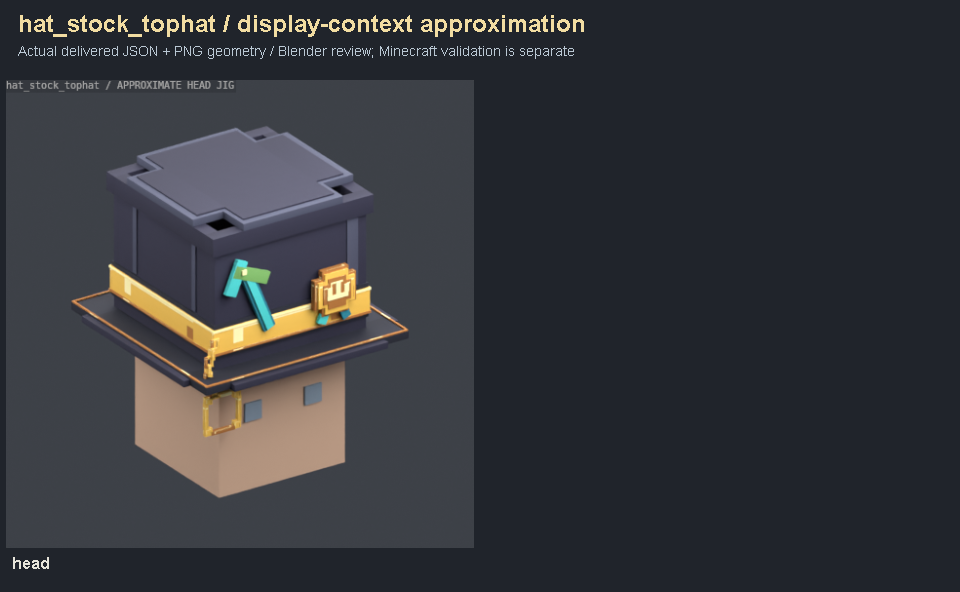 hat_stock_tophat / display-context approximation
Actual delivered JSON + PNG geometry / Blender review; Minecraft validation is separate
hat_stock_tophat / APPROXIMATE HEAD JIG
head